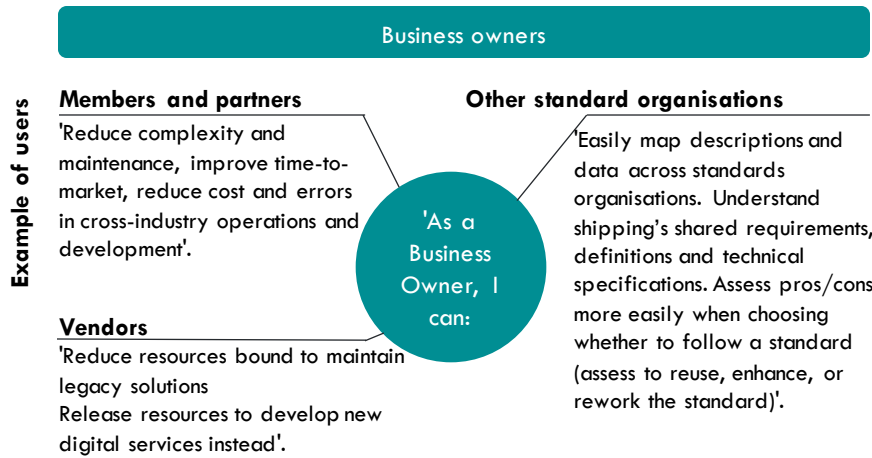 Business owners
Example of users
Members and partners
'Reduce complexity and
maintenance, improve time-to-
market, reduce cost and errors
in cross-industry operations and
development'.
Vendors
'Reduce resources bound to maintain
legacy solutions
Release resources to develop new
digital services instead'.
'As a
Business
Owner, I
can:
Other standard organisations
'Easily map descriptions and
data across standards
organisations. Understand
shipping’s shared requirements,
definitions and technical
specifications. Assess pros/cons
more easily when choosing
whether to follow a standard
(assess to reuse, enhance, or
rework the standard)'.